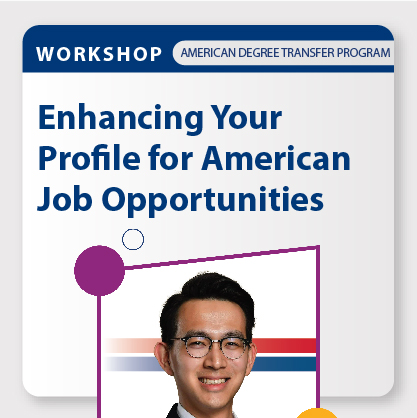 WORKSHOP AMERICAN DEGREE TRANSFER PROGRAM
Enhancing Your
Profile for American
Job Opportunities